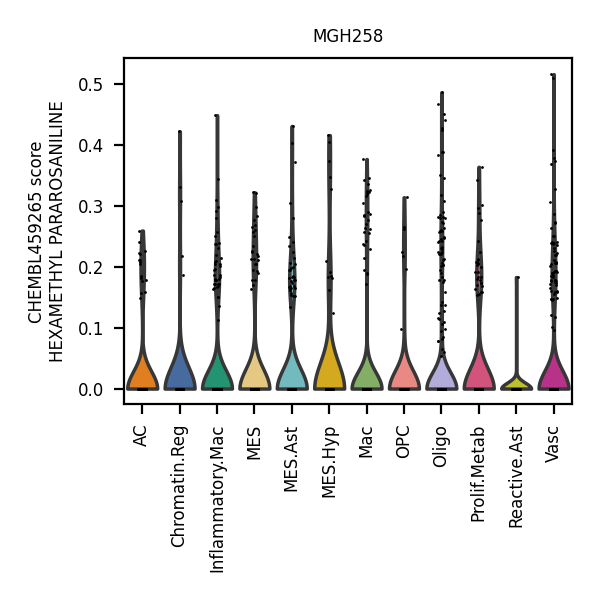 MGH258
CHEMBL459265 score
HEXAMETHYL PARAROSANILINE
0.5
0.4
0.3
0.2
0.1
0.0
AC
Chromatin.Reg
Inflammatory.Mac
MES
MES.Ast
MES.Hyp
Mac
OPC
Oligo
Prolif.Metab
Reactive.Ast
Vasc